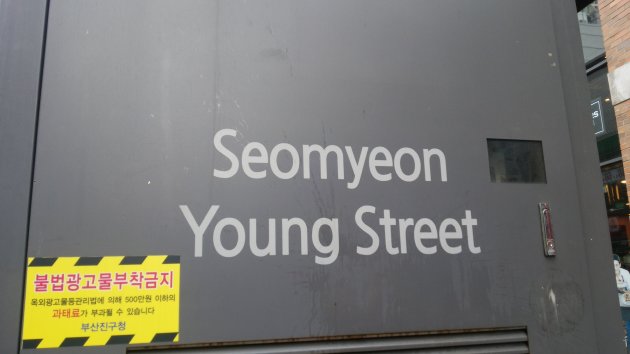 Seomyeon
Young Street
불법광고물부착금지
옥외광고물등관리법에 의해 500만원 이하의
과태료가 부과될 수 있습니다
부산진구청